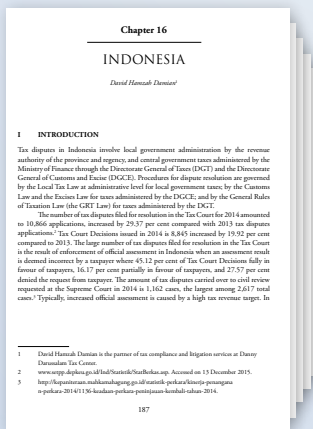 Chapter 16
INDONESIA
David Hamzah Damian¹
I INTRODUCTION
Tax disputes in Indonesia involve local government administration by the revenue
authority of the province and regency, and central government taxes administered by the
Ministry of Finance through the Directorate General of Taxes (DGT) and the Directorate
General of Customs and Excise (DGCE). Procedures for dispute resolution are governed
by the Local Tax Law at administrative level for local government taxes; by the Customs
Law and the Excises Law for taxes administered by the DGCE; and by the General Rules
of Taxation Law (the GRT Law) for taxes administered by the DGT.
The number of tax disputes filed for resolution in the Tax Court for 2014 amounted
to 10,866 applications, increased by 29.37 per cent compared with 2013 tax disputes
applications.² Tax Court Decisions issued in 2014 is 8,845 increased by 19.92 per cent
compared to 2013. The large number of tax disputes filed for resolution in the Tax Court
is the result of enforcement of official assessment in Indonesia when an assessment result
is deemed incorrect by a taxpayer where 45.12 per cent of Tax Court Decisions fully in
favour of taxpayers, 16.17 per cent partially in favour of taxpayers, and 27.57 per cent
denied the request from taxpayer. The amount of tax disputes carried over to civil review
requested at the Supreme Court in 2014 is 1,162 cases, the largest among 2,617 total
cases.³ Typically, increased official assessment is caused by a high tax revenue target. In
1 David Hamzah Damian is the partner of tax compliance and litigation services at Danny
Darussalam Tax Center.
2 www.setpp.depkeu.go.id/Ind/Statistik/StatBerkas.asp. Accessed on 13 December 2015.
3 http://kepaniteraan.mahkamahagung.go.id/statistik-perkara/kinerja-penangana
n-perkara-2014/1136-keadaan-perkara-peninjauan-kembali-tahun-2014.
187